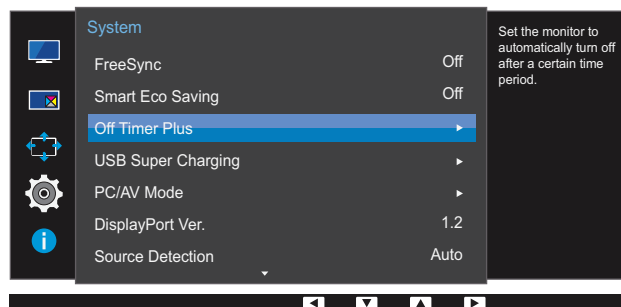 System
FreeSync Off
Smart Eco Saving Off
Off Timer Plus
USB Super Charging
PC/AV Mode
DisplayPort Ver. 1.2
Source Detection Auto
Set the monitor to
automatically turn off
after a certain time
period.